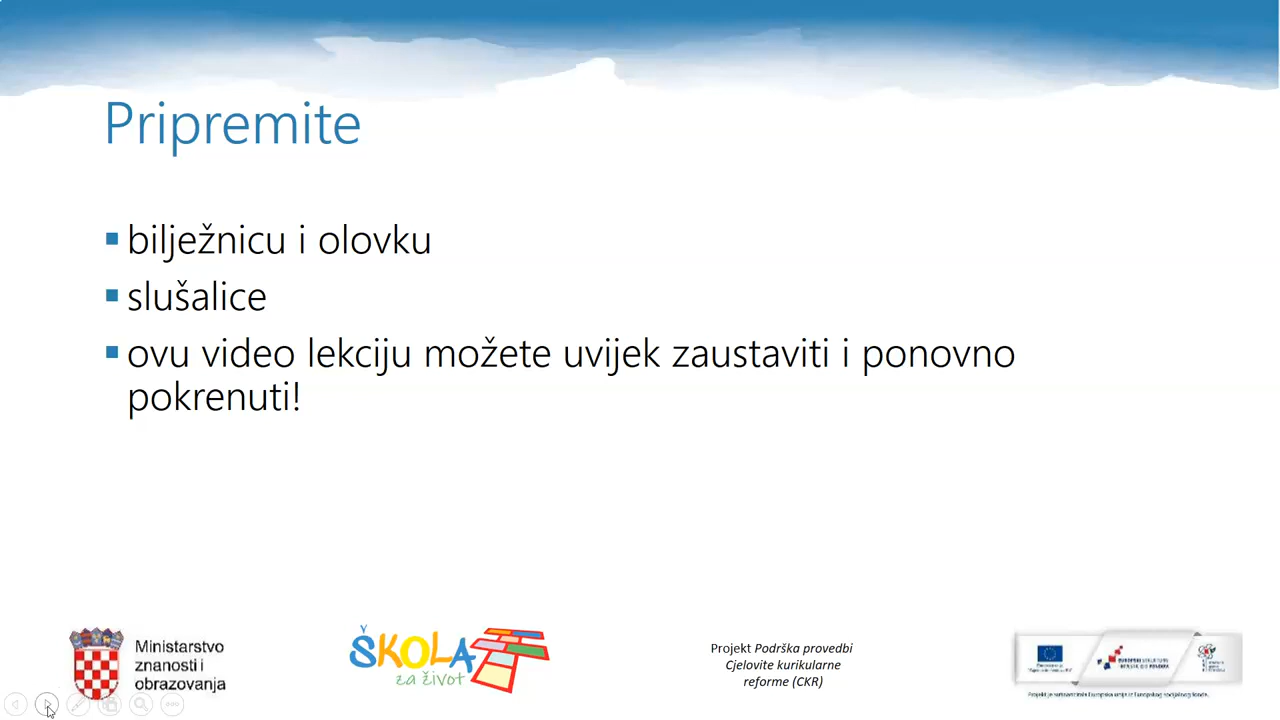 Pripremite
bilježnicu i olovku
slušalice
ovu video lekciju možete uvijek zaustaviti i ponovno
pokrenuti!
Ministarstvo
znanosti i
obrazovanja
ŠKOLA
za život
Projekt Podrška provedbi
Cjelovite kurikularne
reforme (CKR)